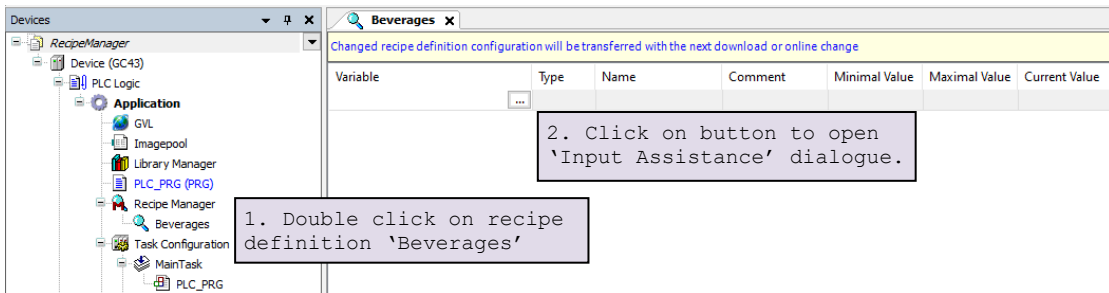 Devices
RecipeManager
Device (GC43)
PLC Logic
Application
GVL
Imagepool
Library Manager
PLC_PRG (PRG)
Recipe Manager
Beverages
Task Configuration
MainTask
PLC_PRG
Beverages
Changed recipe definition configuration will be transferred with the next download or online change
Variable Type Name Comment Minimal Value Maximal Value Current Value
...
2. Click on button to open
‘Input Assistance’ dialogue.
1. Double click on recipe
definition ‘Beverages’